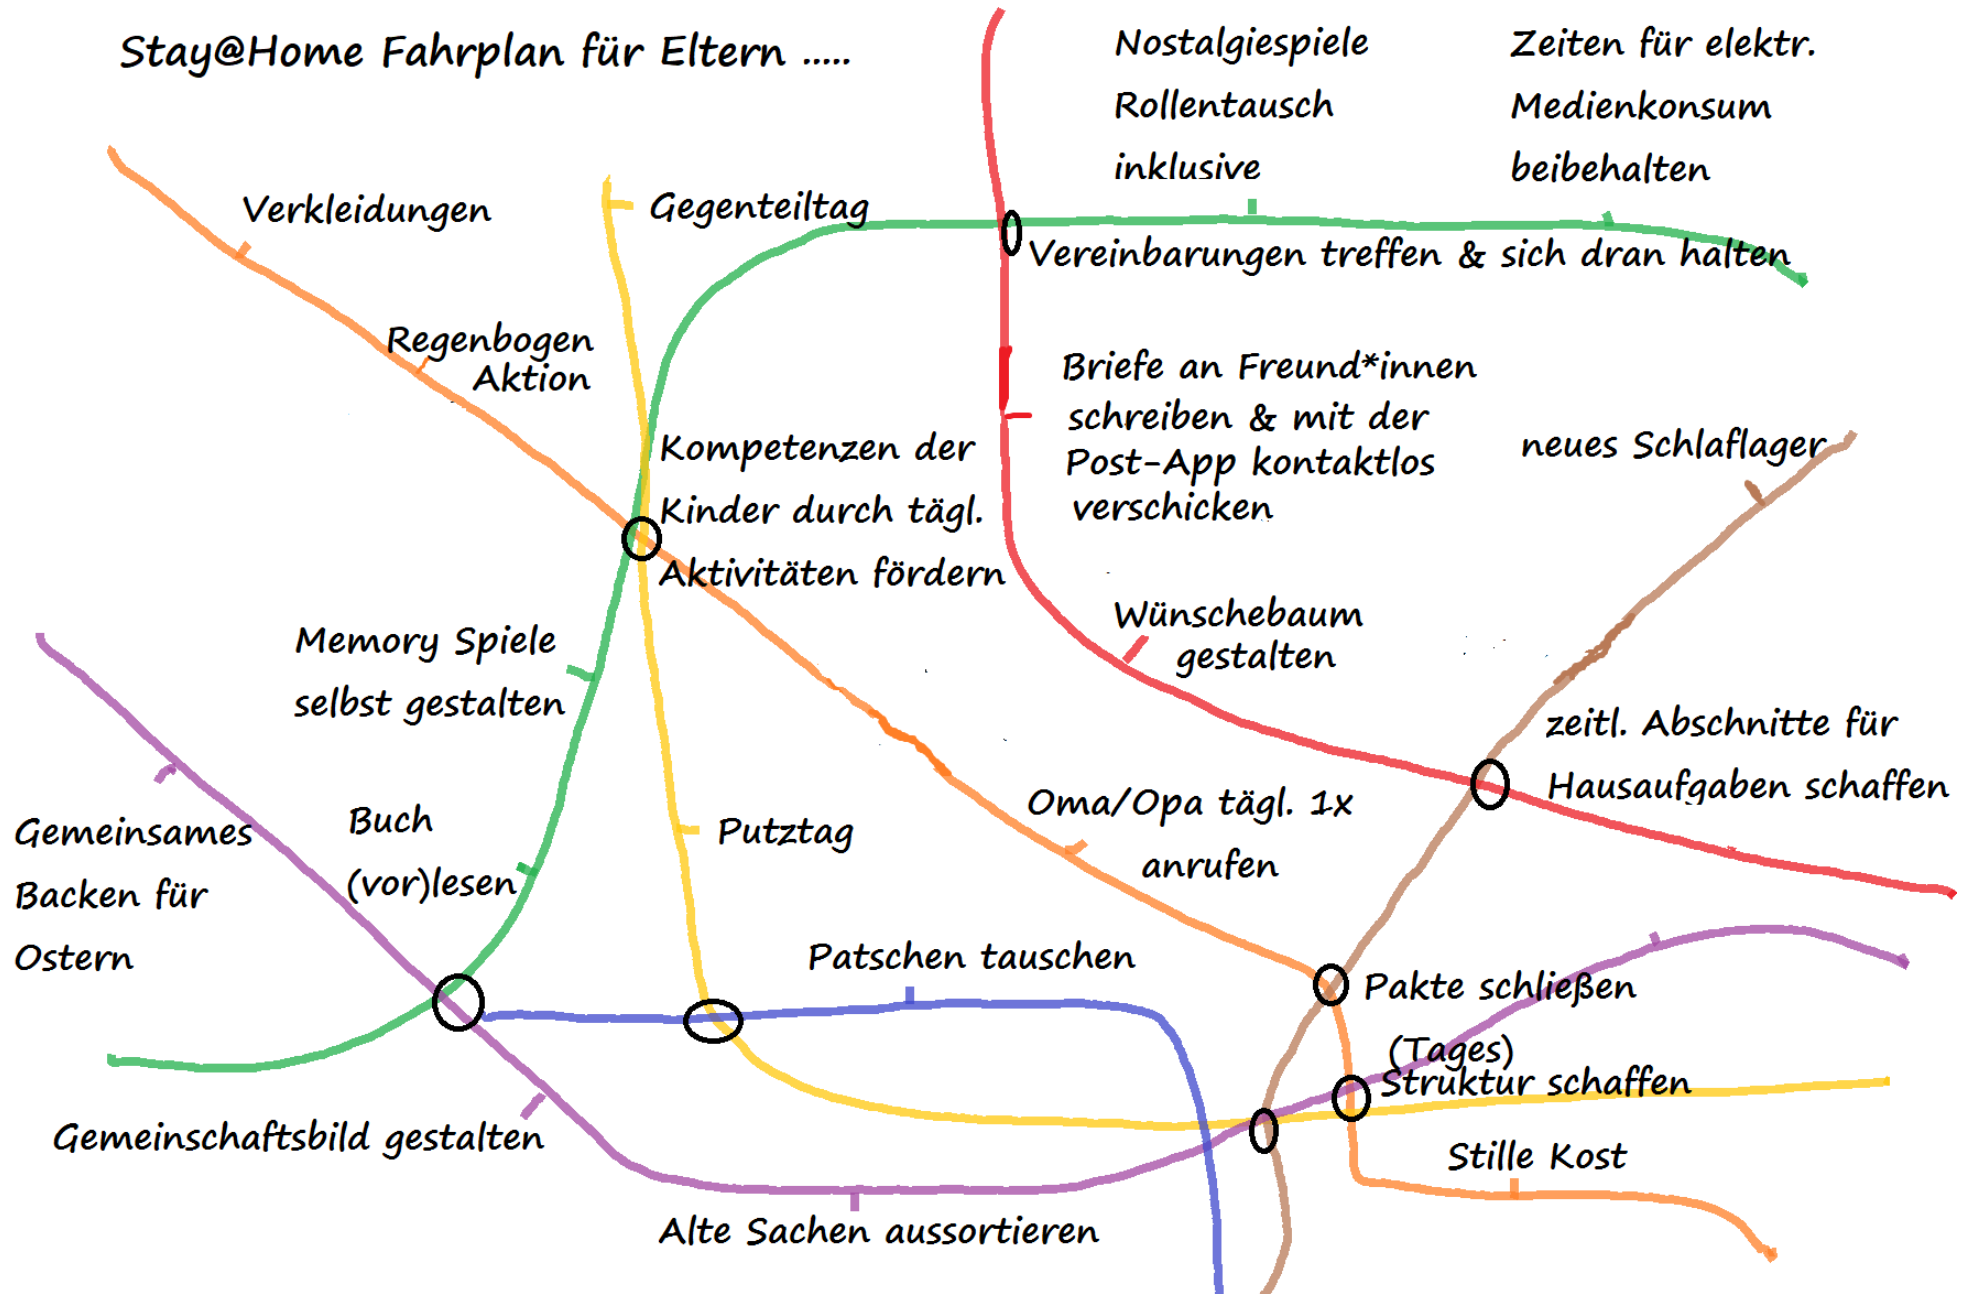 Stay@Home Fahrplan für Eltern .....
Nostalgiespiele
Rollentausch
inklusive
Zeiten für elektr.
Medienkonsum
beibehalten
Verkleidungen
Gegenteiltag
Vereinbarungen treffen & sich dran halten
Regenbogen
Aktion
Briefe an Freund*innen
schreiben & mit der
Post-App kontaktlos
verschicken
Kompetenzen der
Kinder durch tägl.
Aktivitäten fördern
neues Schlaflager
Memory Spiele
selbst gestalten
Wünschebaum
gestalten
zeitl. Abschnitte für
Hausaufgaben schaffen
Gemeinsames
Backen für
Ostern
Buch
(vor)lesen
Putztag
Oma/Opa tägl. 1x
anrufen
Patschen tauschen
Pakte schließen
(Tages)
Struktur schaffen
Gemeinschaftsbild gestalten
Stille Kost
Alte Sachen aussortieren